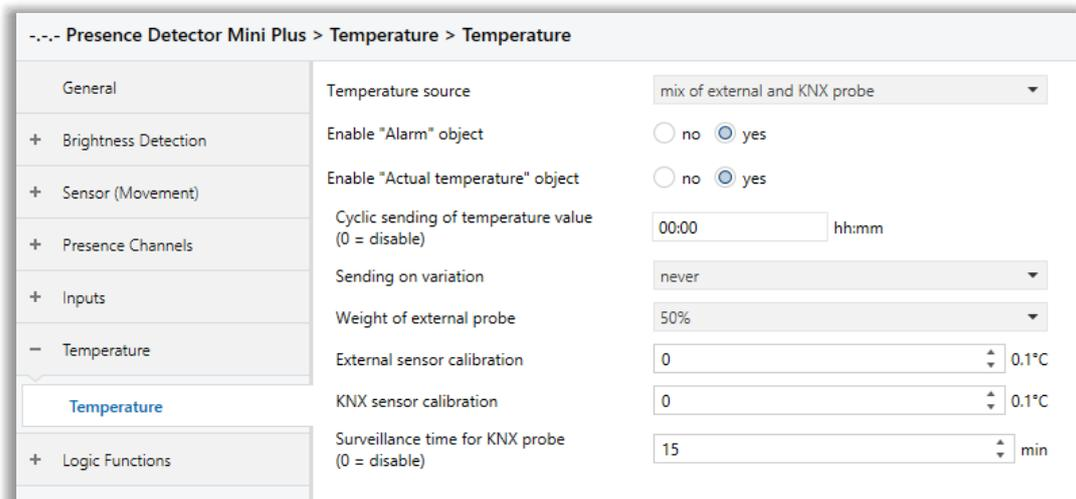 -.-.- Presence Detector Mini Plus > Temperature > Temperature
General
+ Brightness Detection
+ Sensor (Movement)
+ Presence Channels
+ Inputs
− Temperature
Temperature
+ Logic Functions
Temperature source mix of external and KNX probe
Enable "Alarm" object no yes
Enable "Actual temperature" object no yes
Cyclic sending of temperature value
(0 = disable) 00:00 hh:mm
Sending on variation never
Weight of external probe 50%
External sensor calibration 0 0.1°C
KNX sensor calibration 0 0.1°C
Surveillance time for KNX probe
(0 = disable) 15 min